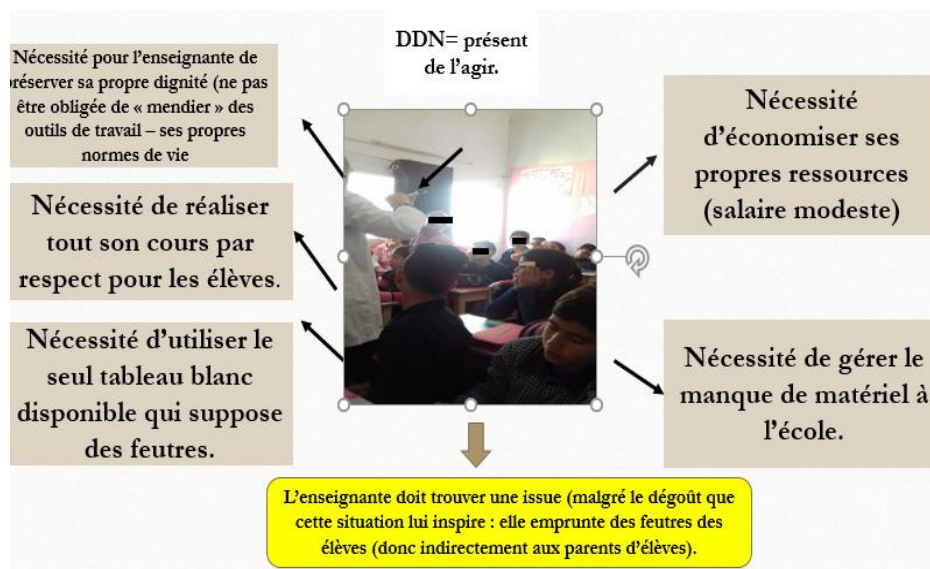 DDN= présent
de l'agir.
Nécessité pour l'enseignante de
préserver sa propre dignité (ne pas
être obligée de « mendier » des
outils de travail – ses propres
normes de vie
Nécessité de réaliser
tout son cours par
respect pour les élèves.
Nécessité d'utiliser le
seul tableau blanc
disponible qui suppose
des feutres.
Nécessité
d'économiser ses
propres ressources
(salaire modeste)
Nécessité de gérer le
manque de matériel à
l'école.
L'enseignante doit trouver une issue (malgré le dégoût que
cette situation lui inspire : elle emprunte des feutres des
élèves (donc indirectement aux parents d'élèves).